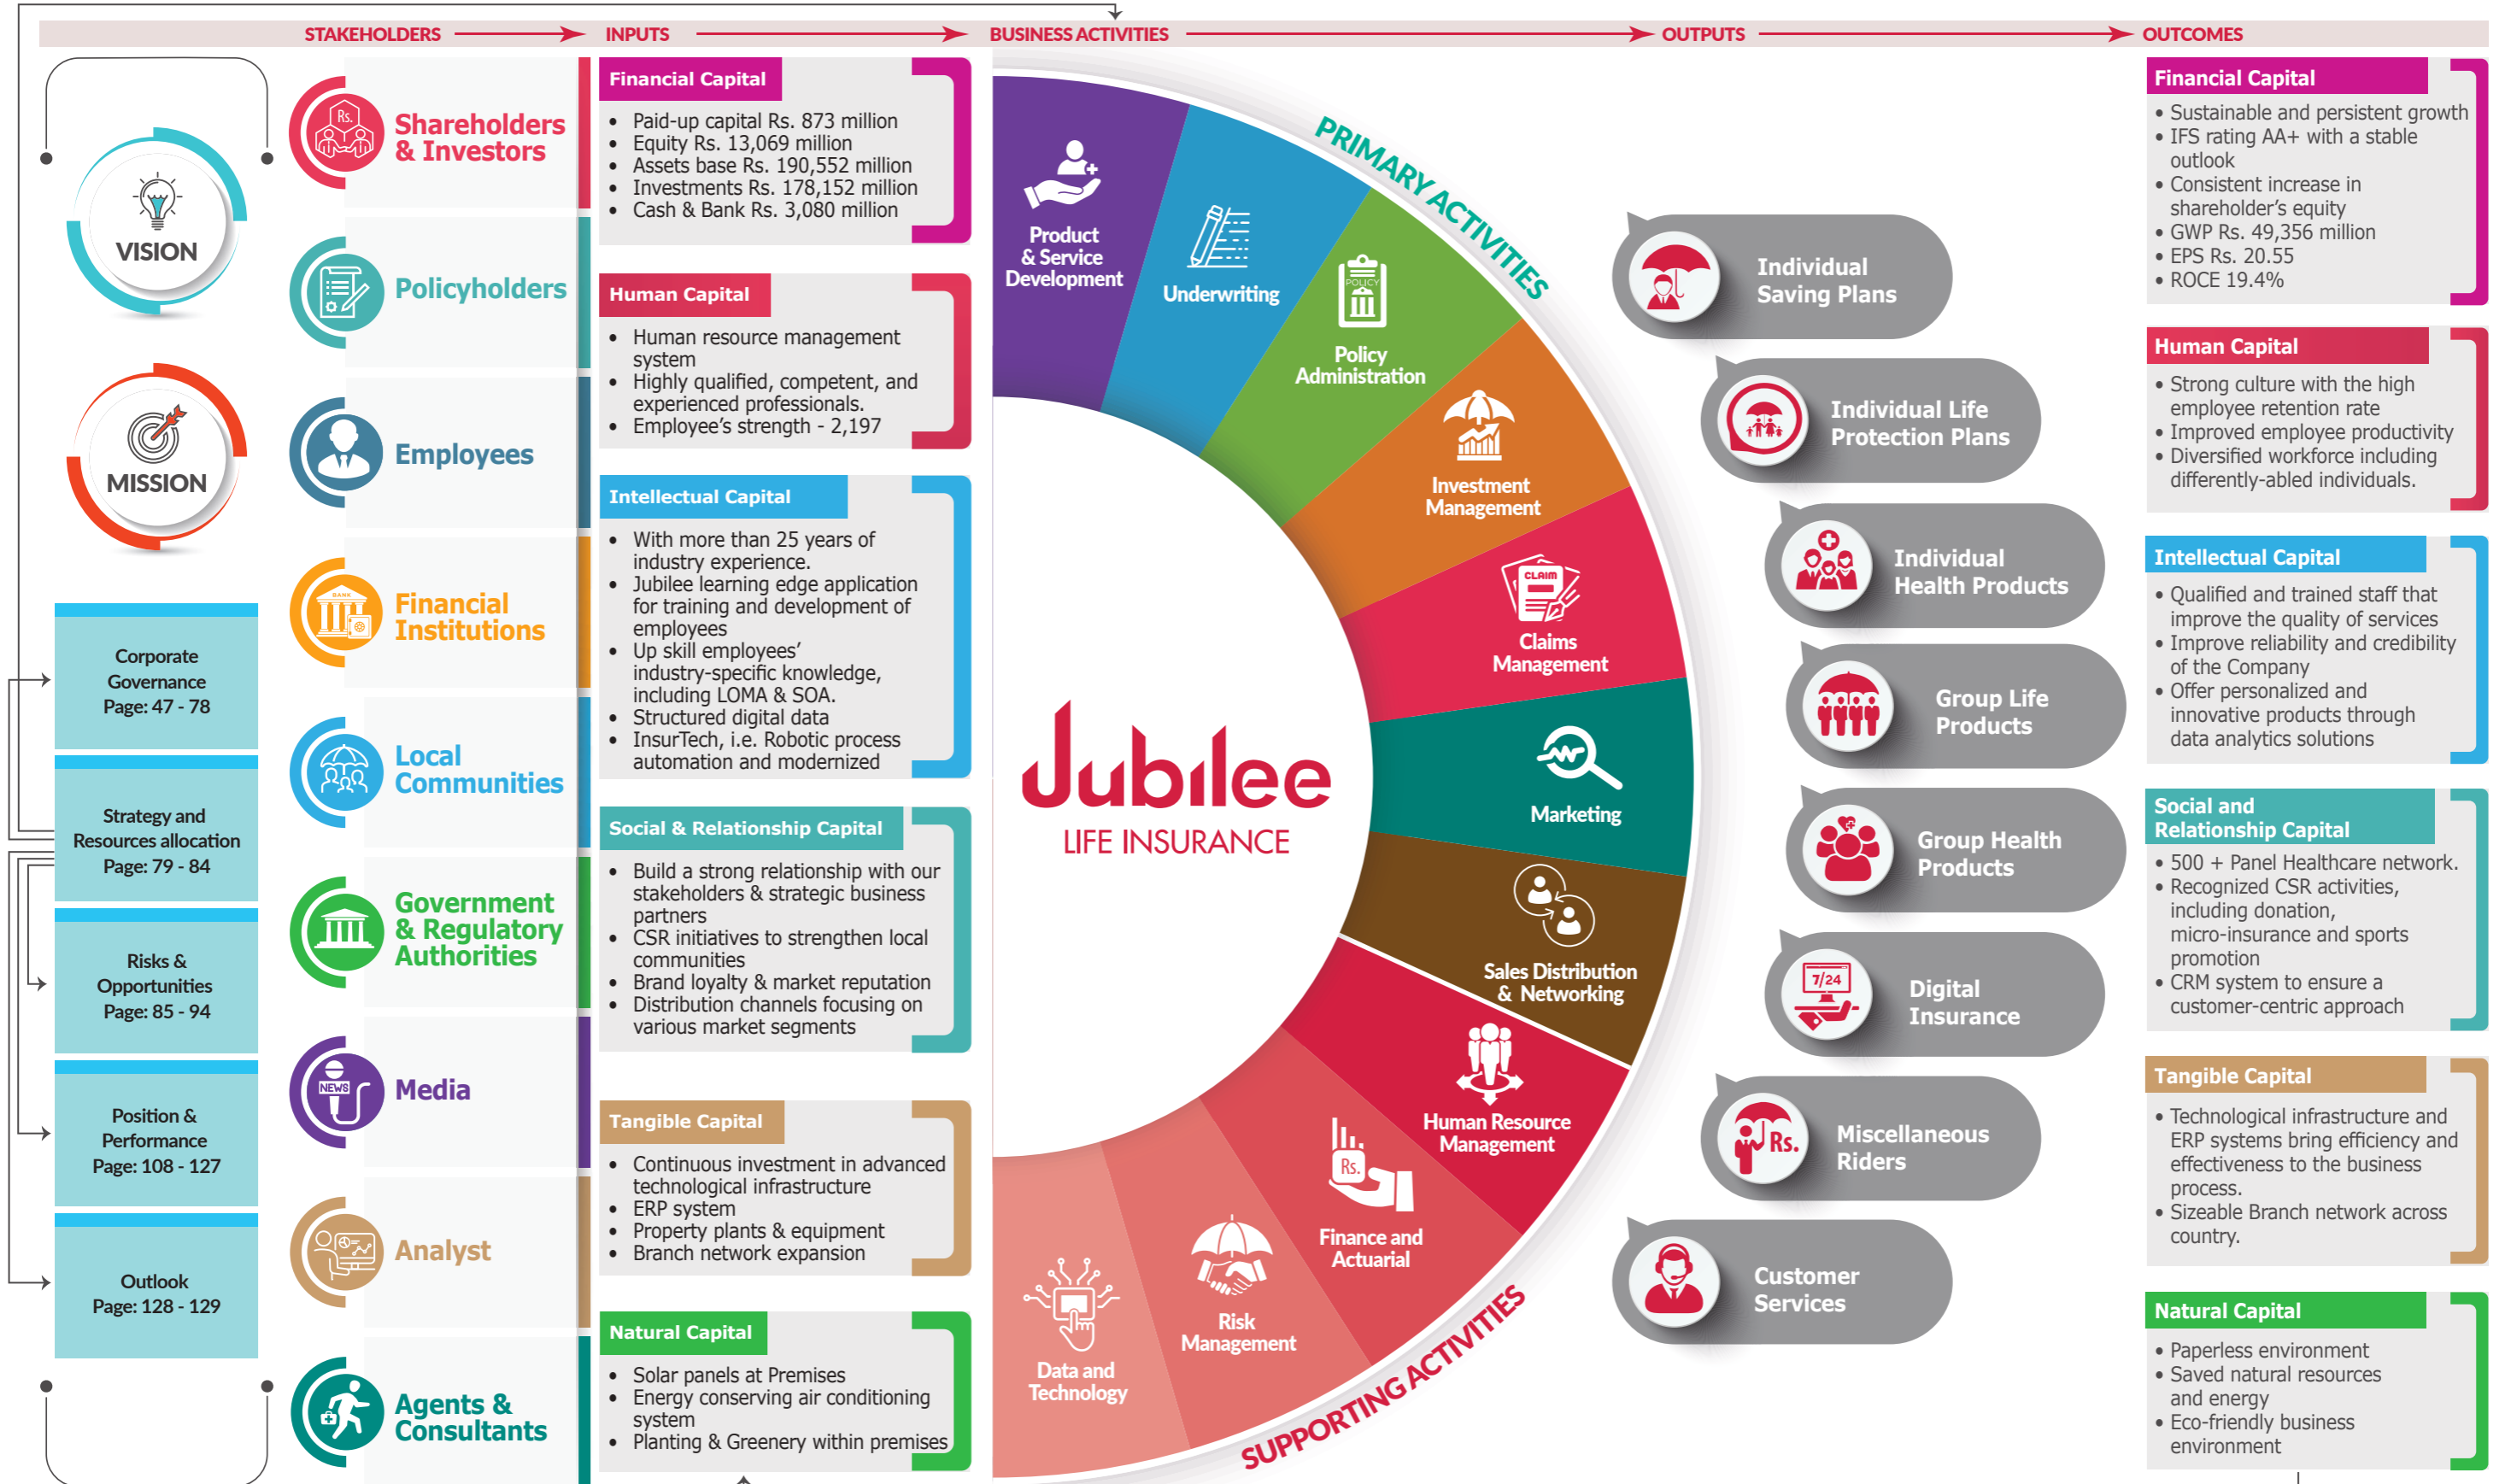 STAKEHOLDERS
INPUTS
BUSINESS ACTIVITIES
OUTPUTS
OUTCOMES
VISION
MISSION
Corporate
Governance
Page: 47 - 78
Strategy and
Resources allocation
Page: 79 - 84
Risks &
Opportunities
Page: 85 - 94
Position &
Performance
Page: 108 - 127
Outlook
Page: 128 - 129
Rs.
Shareholders
& Investors
Policyholders
Employees
BANK
Financial
Institutions
Local
Communities
Government
& Regulatory
Authorities
NEWS
Media
Analyst
Agents &
Consultants
Financial Capital
• Paid-up capital Rs. 873 million
• Equity Rs. 13,069 million
• Assets base Rs. 190,552 million
• Investments Rs. 178,152 million
• Cash & Bank Rs. 3,080 million
Human Capital
• Human resource management
system
• Highly qualified, competent, and
experienced professionals.
• Employee's strength - 2,197
Intellectual Capital
• With more than 25 years of
industry experience.
• Jubilee learning edge application
for training and development of
employees
• Up skill employees'
industry-specific knowledge,
including LOMA & SOA.
• Structured digital data
• InsurTech, i.e. Robotic process
automation and modernized
Social & Relationship Capital
• Build a strong relationship with our
stakeholders & strategic business
partners
• CSR initiatives to strengthen local
communities
• Brand loyalty & market reputation
• Distribution channels focusing on
various market segments
Tangible Capital
• Continuous investment in advanced
technological infrastructure
• ERP system
• Property plants & equipment
• Branch network expansion
Natural Capital
• Solar panels at Premises
• Energy conserving air conditioning
system
• Planting & Greenery within premises
PRIMARY ACTIVITIES
Product
& Service
Development
Underwriting
POLICY
Policy
Administration
Investment
Management
CLAIM
Claims
Management
Marketing
Sales Distribution
& Networking
Jubilee
LIFE INSURANCE
Human Resource
Management
Rs.
Finance and
Actuarial
Risk
Management
Data and
Technology
SUPPORTING ACTIVITIES
Individual
Saving Plans
Individual Life
Protection Plans
Individual
Health Products
Group Life
Products
Group Health
Products
7/24
Digital
Insurance
Rs.
Miscellaneous
Riders
Customer
Services
Financial Capital
• Sustainable and persistent growth
• IFS rating AA+ with a stable
outlook
• Consistent increase in
shareholder's equity
• GWP Rs. 49,356 million
• EPS Rs. 20.55
• ROCE 19.4%
Human Capital
• Strong culture with the high
employee retention rate
• Improved employee productivity
• Diversified workforce including
differently-abled individuals.
Intellectual Capital
• Qualified and trained staff that
improve the quality of services
• Improve reliability and credibility
of the Company
• Offer personalized and
innovative products through
data analytics solutions
Social and
Relationship Capital
• 500 + Panel Healthcare network.
• Recognized CSR activities,
including donation,
micro-insurance and sports
promotion
• CRM system to ensure a
customer-centric approach
Tangible Capital
• Technological infrastructure and
ERP systems bring efficiency and
effectiveness to the business
process.
• Sizeable Branch network across
country.
Natural Capital
• Paperless environment
• Saved natural resources
and energy
• Eco-friendly business
environment